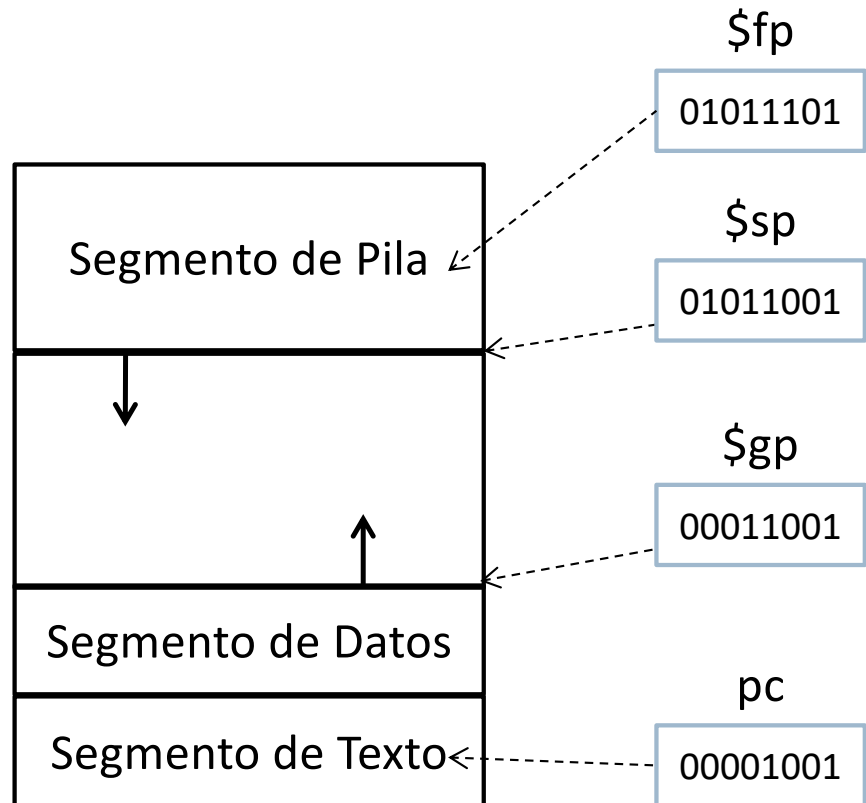 $fp
01011101
Segmento de Pila
$sp
01011001
$gp
00011001
Segmento de Datos
pc
Segmento de Texto
00001001